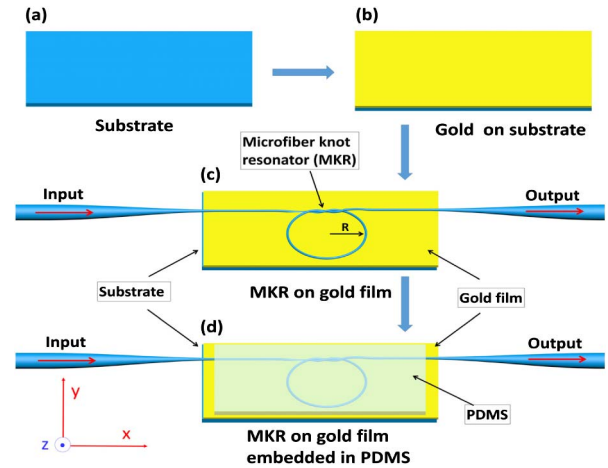 (a)
(b)
Substrate
Gold on substrate
Microfiber knot
resonator (MKR)
(c)
Input
Output
R
Substrate
MKR on gold film
Gold film
(d)
Input
Output
y
PDMS
z
x
MKR on gold film
embedded in PDMS